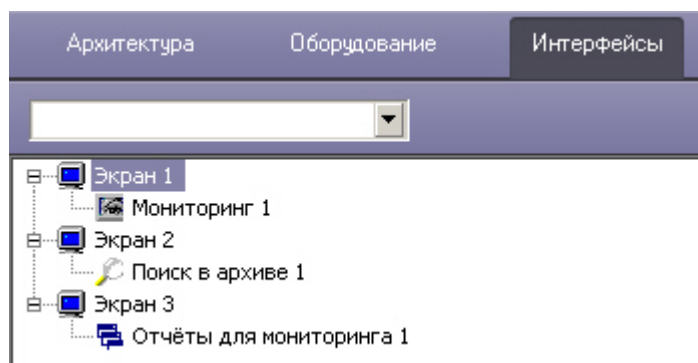 Архитектура Оборудование Интерфейсы
Экран 1
Мониторинг 1
Экран 2
Поиск в архиве 1
Экран 3
Отчёты для мониторинга 1